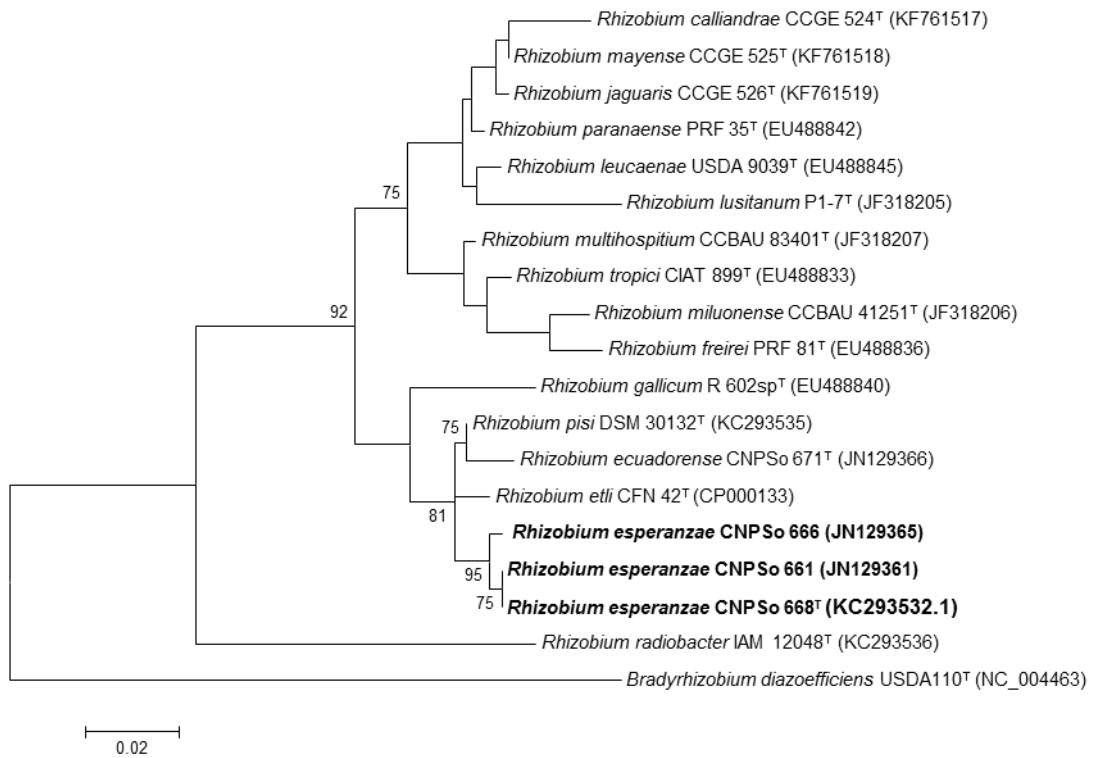 Rhizobium calliandrae CCGE 524ᵀ (KF761517)
Rhizobium mayense CCGE 525ᵀ (KF761518)
Rhizobium jaguaris CCGE 526ᵀ (KF761519)
Rhizobium paranaense PRF 35ᵀ (EU488842)
Rhizobium leucaenae USDA 9039ᵀ (EU488845)
75
Rhizobium lusitanum P1-7ᵀ (JF318205)
Rhizobium multihospitium CCBAU 83401ᵀ (JF318207)
Rhizobium tropici CIAT 899ᵀ (EU488833)
92
Rhizobium miluonense CCBAU 41251ᵀ (JF318206)
Rhizobium freirei PRF 81ᵀ (EU488836)
Rhizobium gallicum R 602spᵀ (EU488840)
75
Rhizobium pisi DSM 30132ᵀ (KC293535)
Rhizobium ecuadorense CNPSo 671ᵀ (JN129366)
Rhizobium etli CFN 42ᵀ (CP000133)
81
Rhizobium esperanzae CNPSo 666 (JN129365)
95
Rhizobium esperanzae CNPSo 661 (JN129361)
75
Rhizobium esperanzae CNPSo 668ᵀ (KC293532.1)
Rhizobium radiobacter IAM 12048ᵀ (KC293536)
Bradyrhizobium diazoefficiens USDA110ᵀ (NC_004463)
0.02